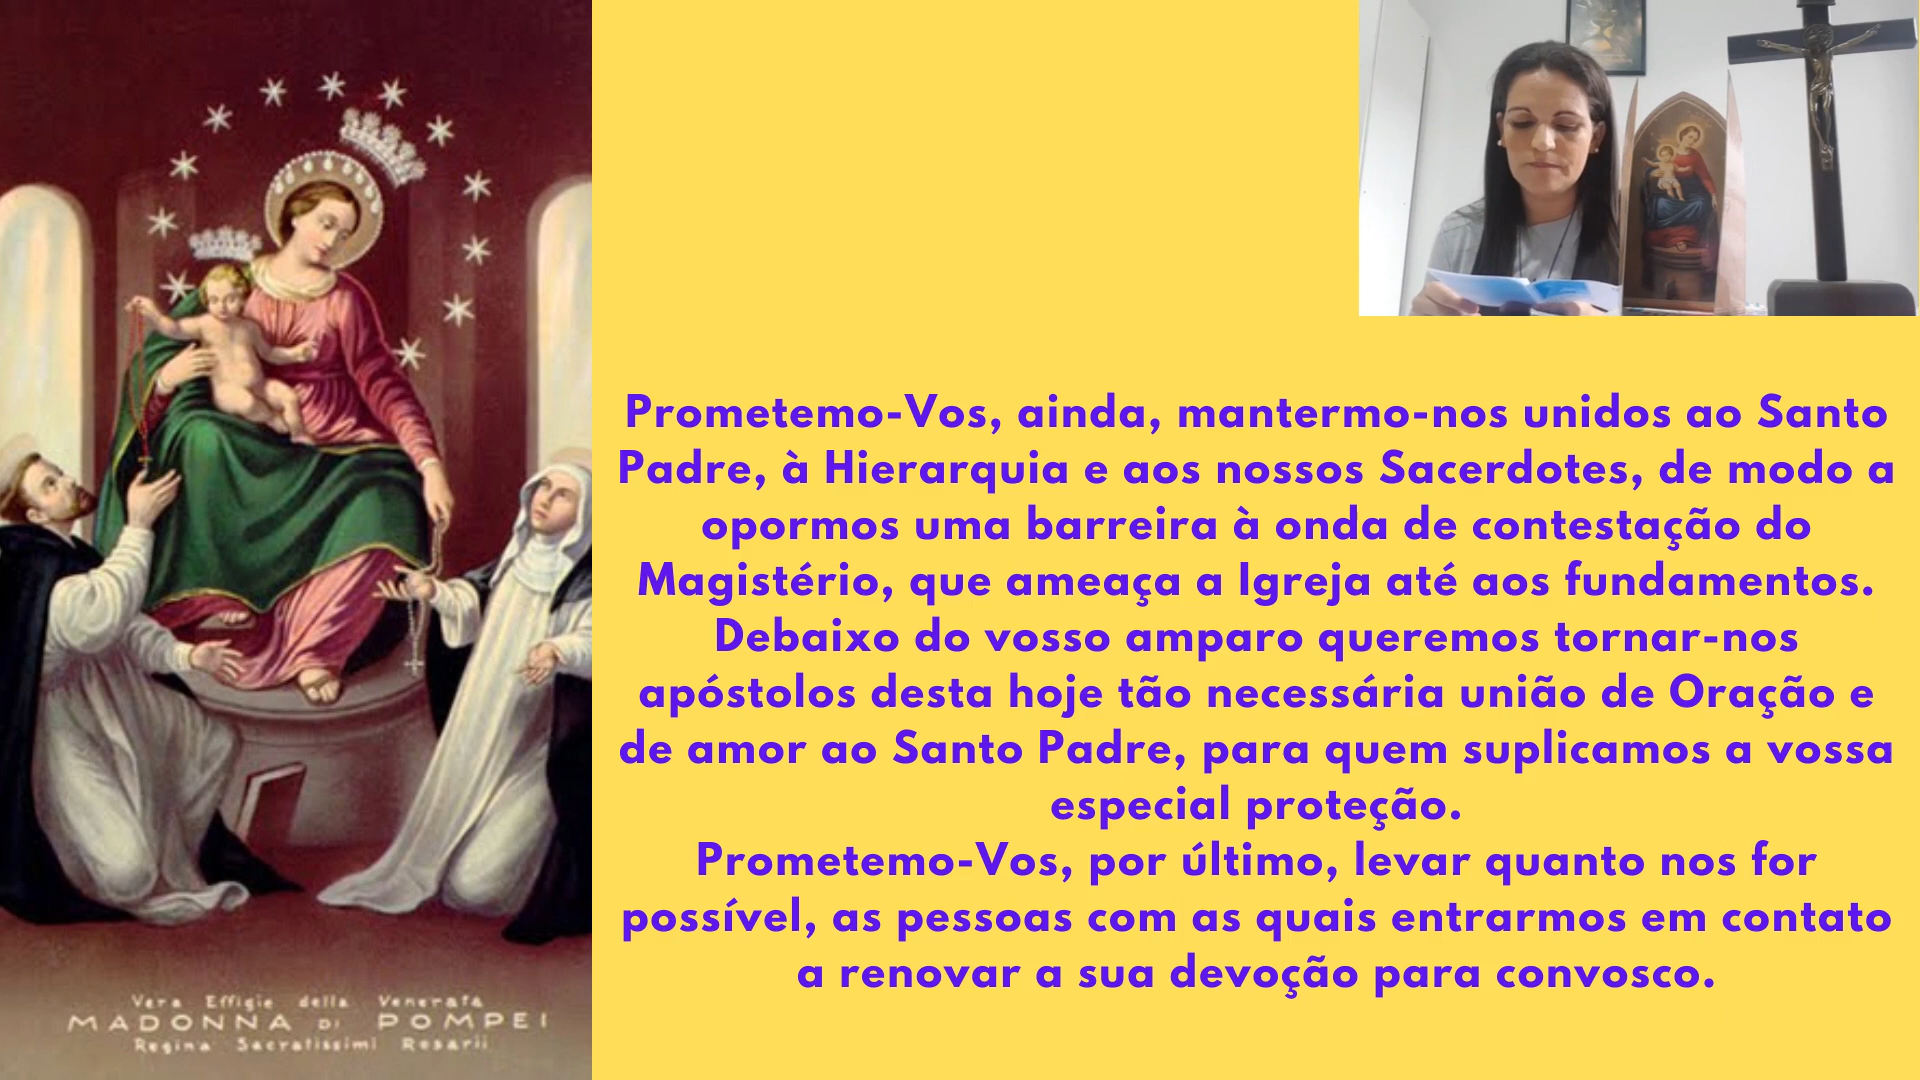 Prometemo-Vos, ainda, mantermo-nos unidos ao Santo
Padre, à Hierarquia e aos nossos Sacerdotes, de modo a
opormos uma barreira à onda de contestação do
Magistério, que ameaça a Igreja até aos fundamentos.
Debaixo do vosso amparo queremos tornar-nos
apóstolos desta hoje tão necessária união de Oração e
de amor ao Santo Padre, para quem suplicamos a vossa
especial proteção.
Prometemo-Vos, por último, levar quanto nos for
possível, as pessoas com as quais entrarmos em contato
a renovar a sua devoção para convosco.
Vera Effigie della Venerata
MADONNA DI POMPEI
Regina Sacratissimi Rosarii